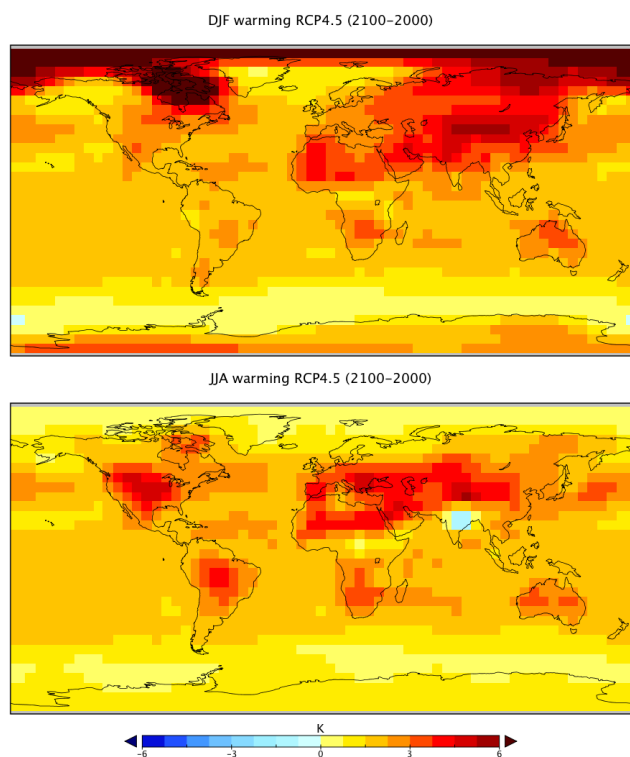 DJF warming RCP4.5 (2100-2000)
JJA warming RCP4.5 (2100-2000)
K
-6 -3 0 3 6